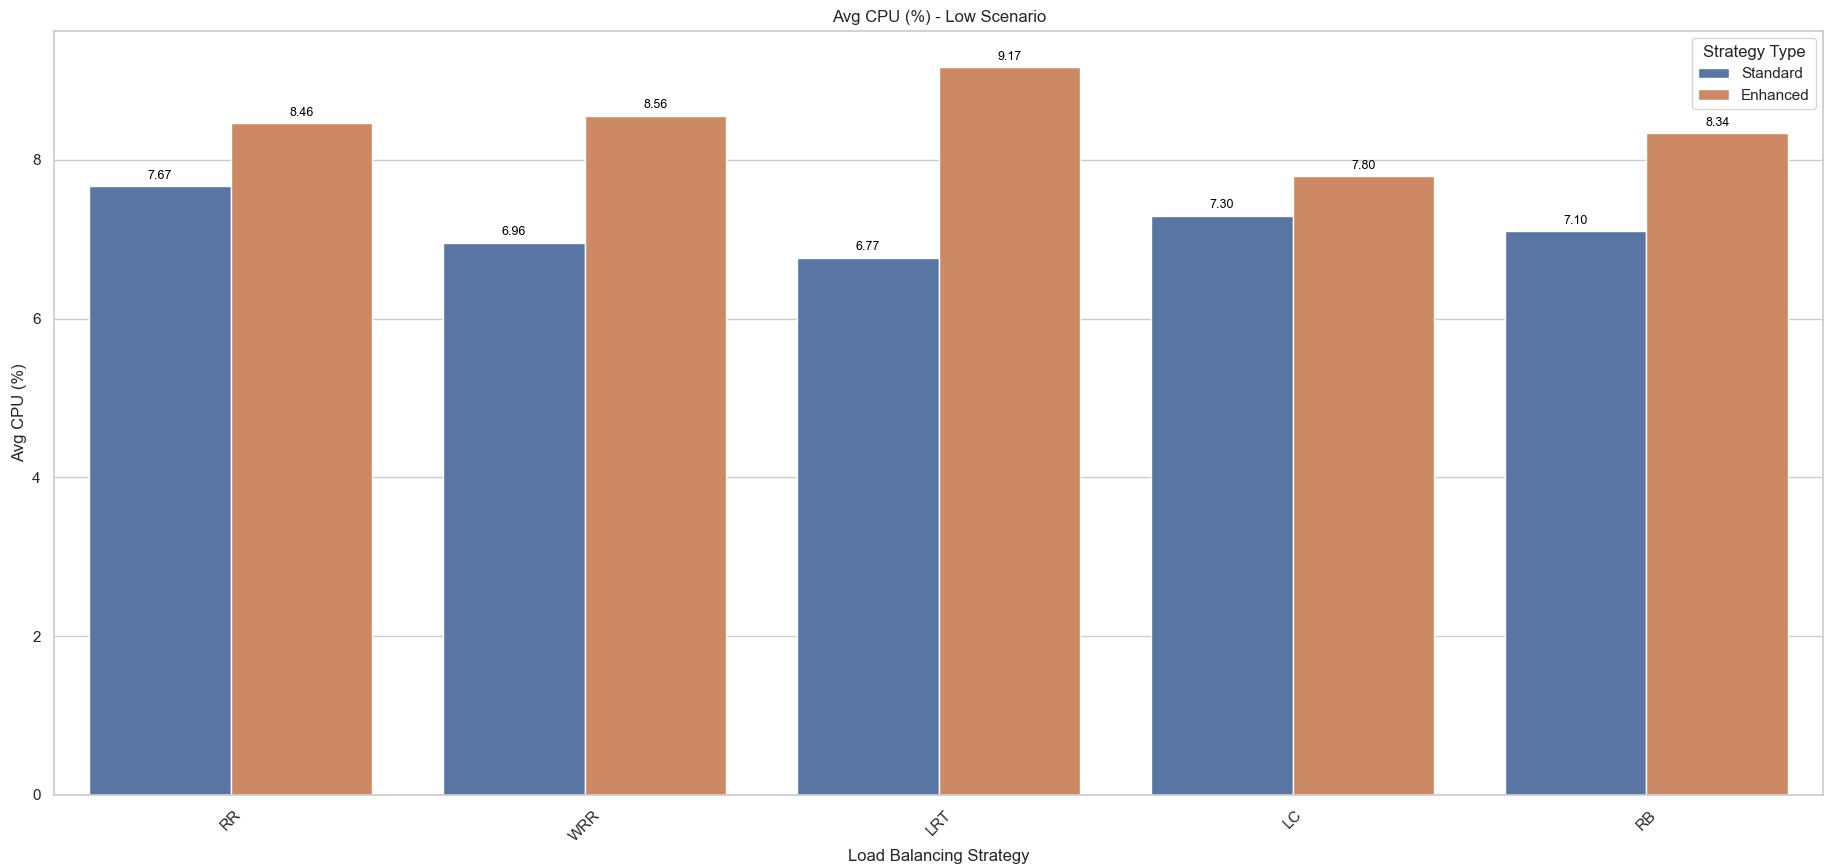 Avg CPU (%) - Low Scenario
Strategy Type
Standard
Enhanced
Avg CPU (%)
8
6
4
2
0
7.67
8.46
6.96
8.56
6.77
9.17
7.30
7.80
7.10
8.34
RR
WRR
LRT
LC
RB
Load Balancing Strategy